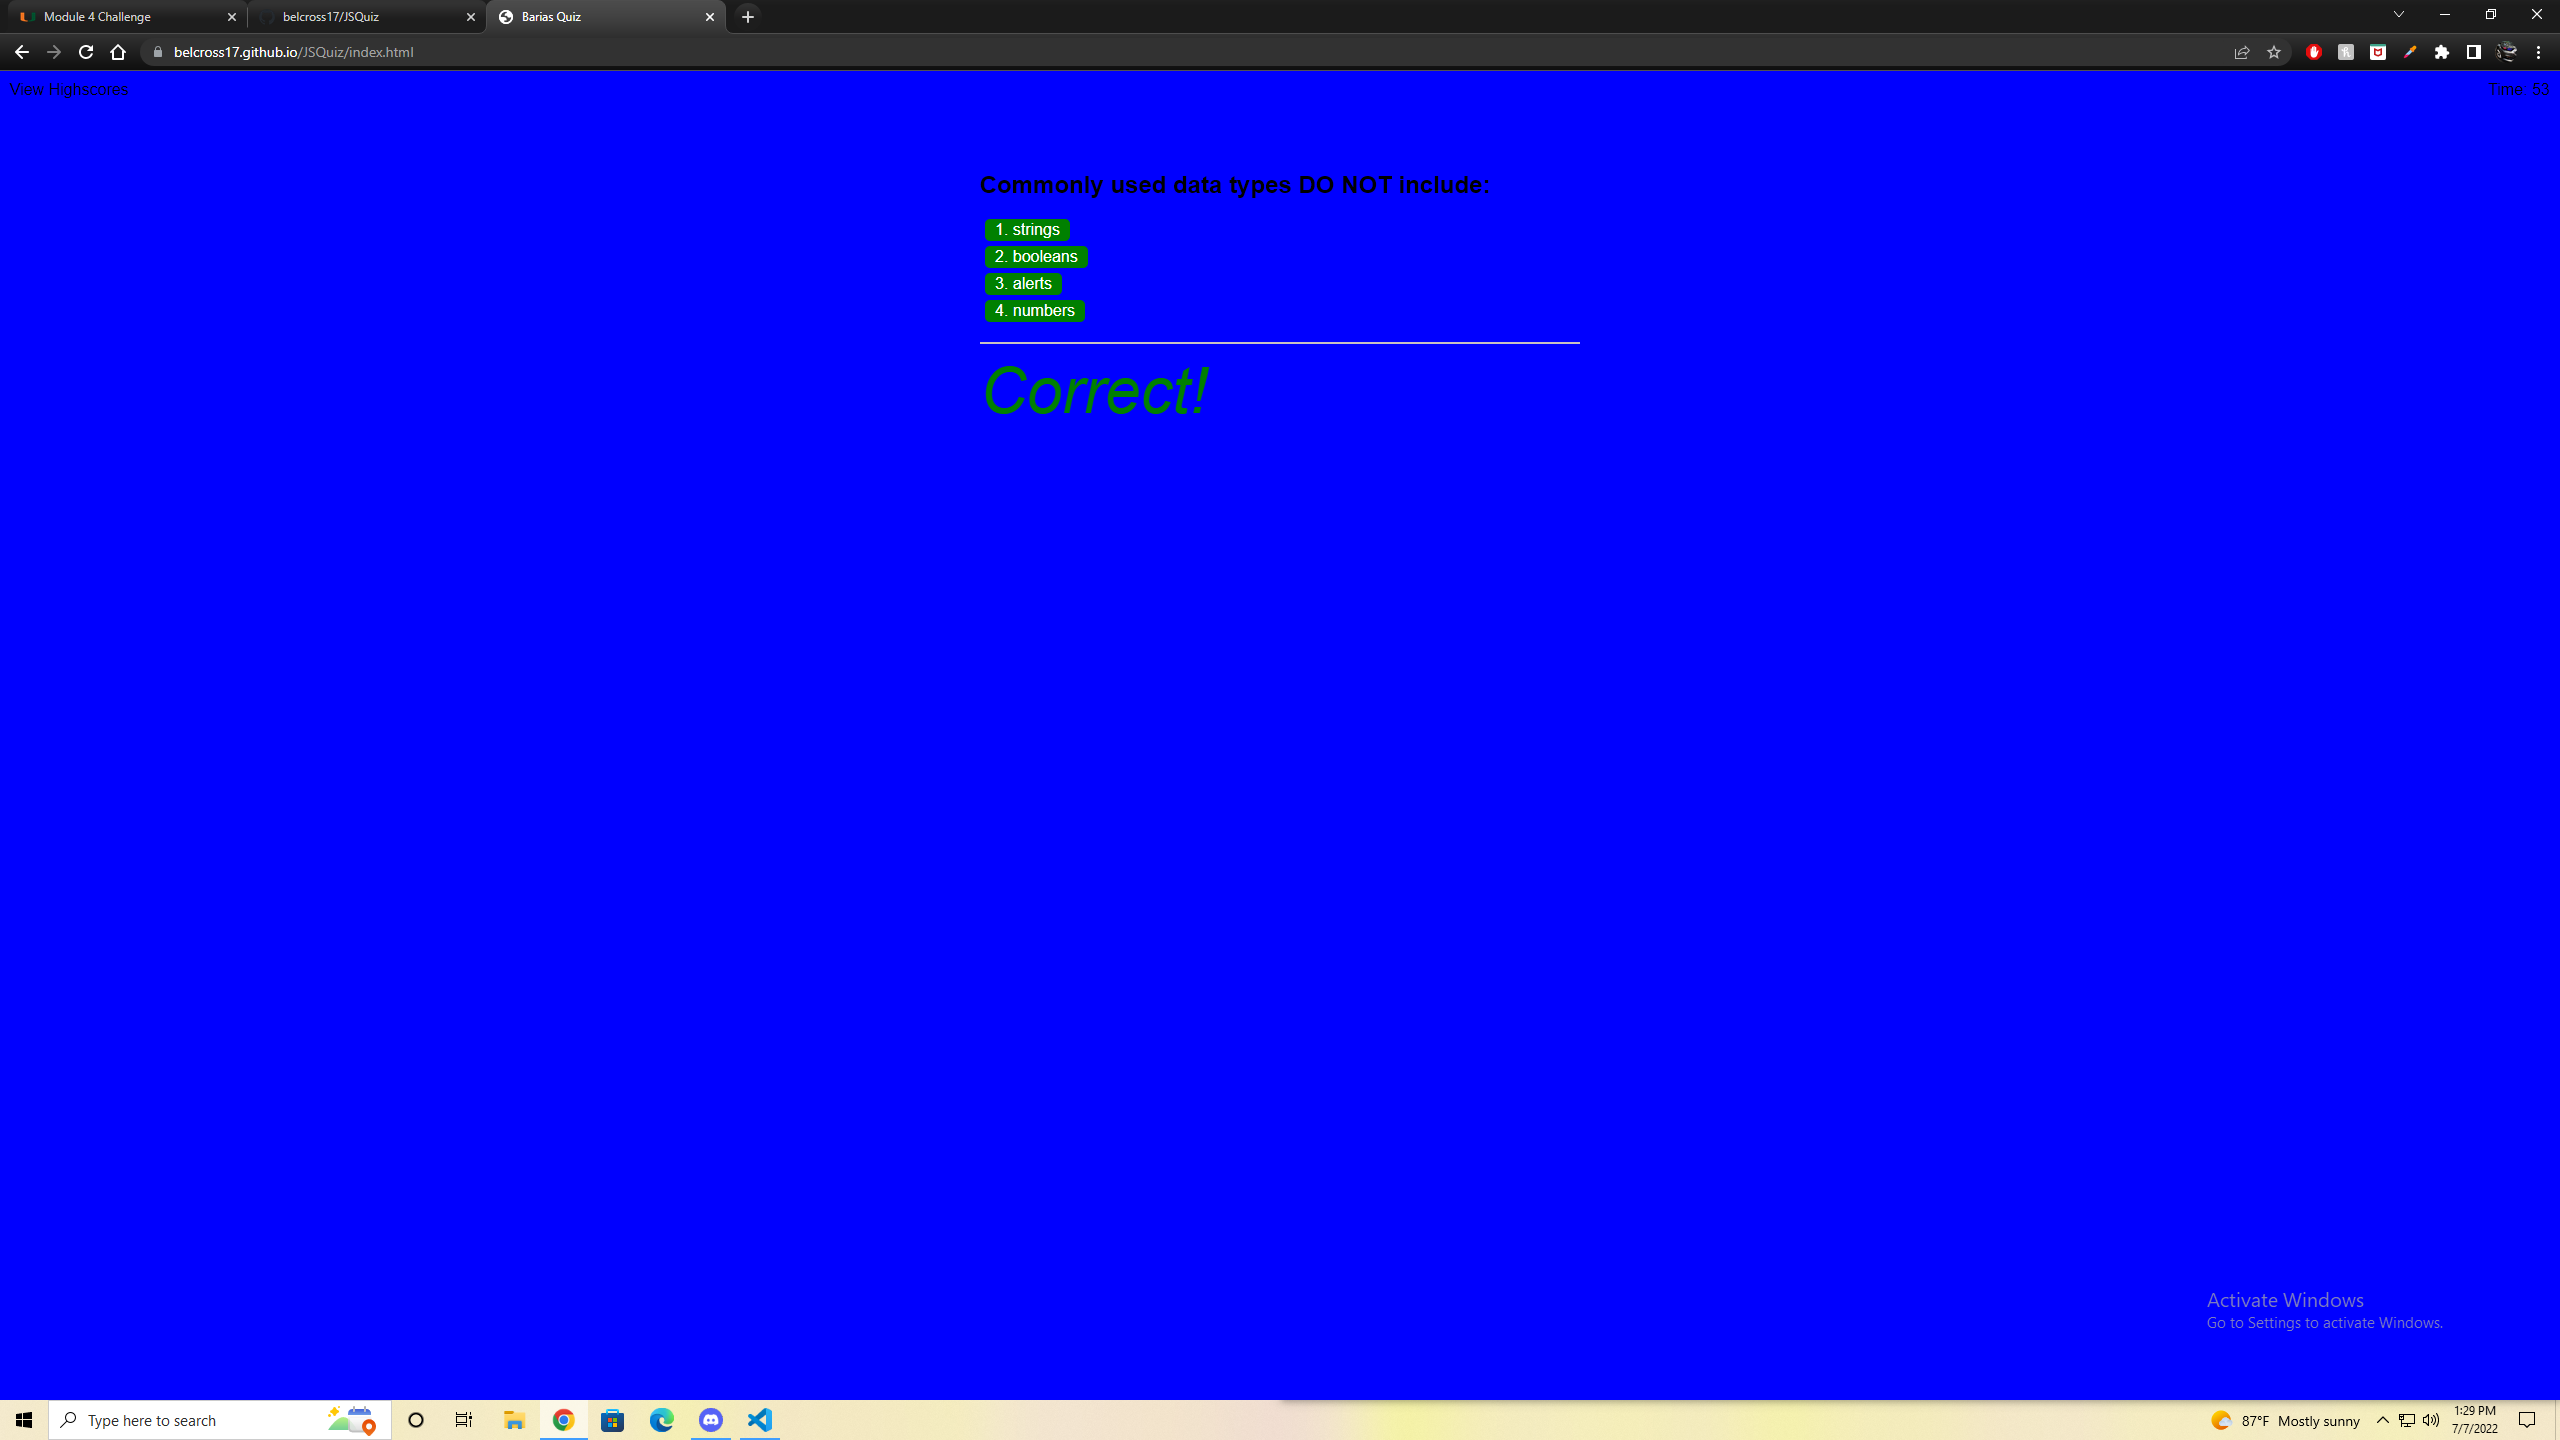 Module 4 Challenge
belcross17/JSQuiz
Barias Quiz
belcross17.github.io/JSQuiz/index.html
View Highscores
Time: 53
Commonly used data types DO NOT include:
1. strings
2. booleans
3. alerts
4. numbers
Correct!
Activate Windows
Go to Settings to activate Windows.
Type here to search
87°F Mostly sunny
1:29 PM
7/7/2022